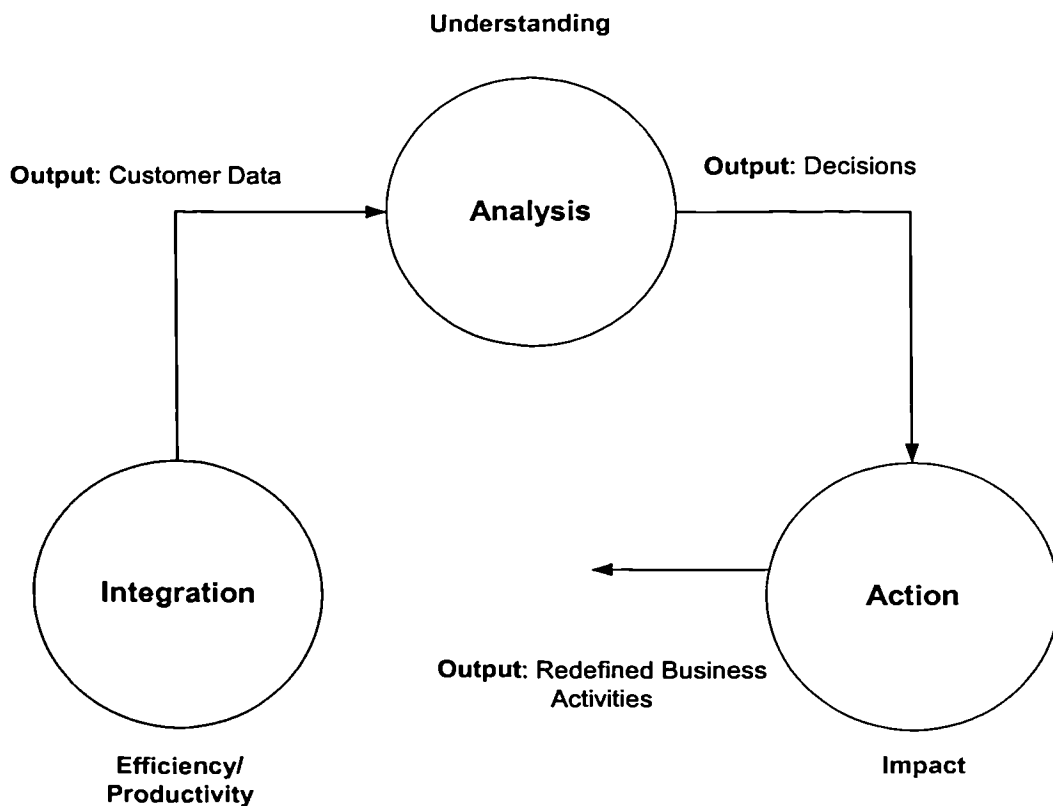 Understanding
Output: Customer Data
Output: Decisions
Analysis
Integration
Action
Output: Redefined Business
Activities
Efficiency/
Productivity
Impact